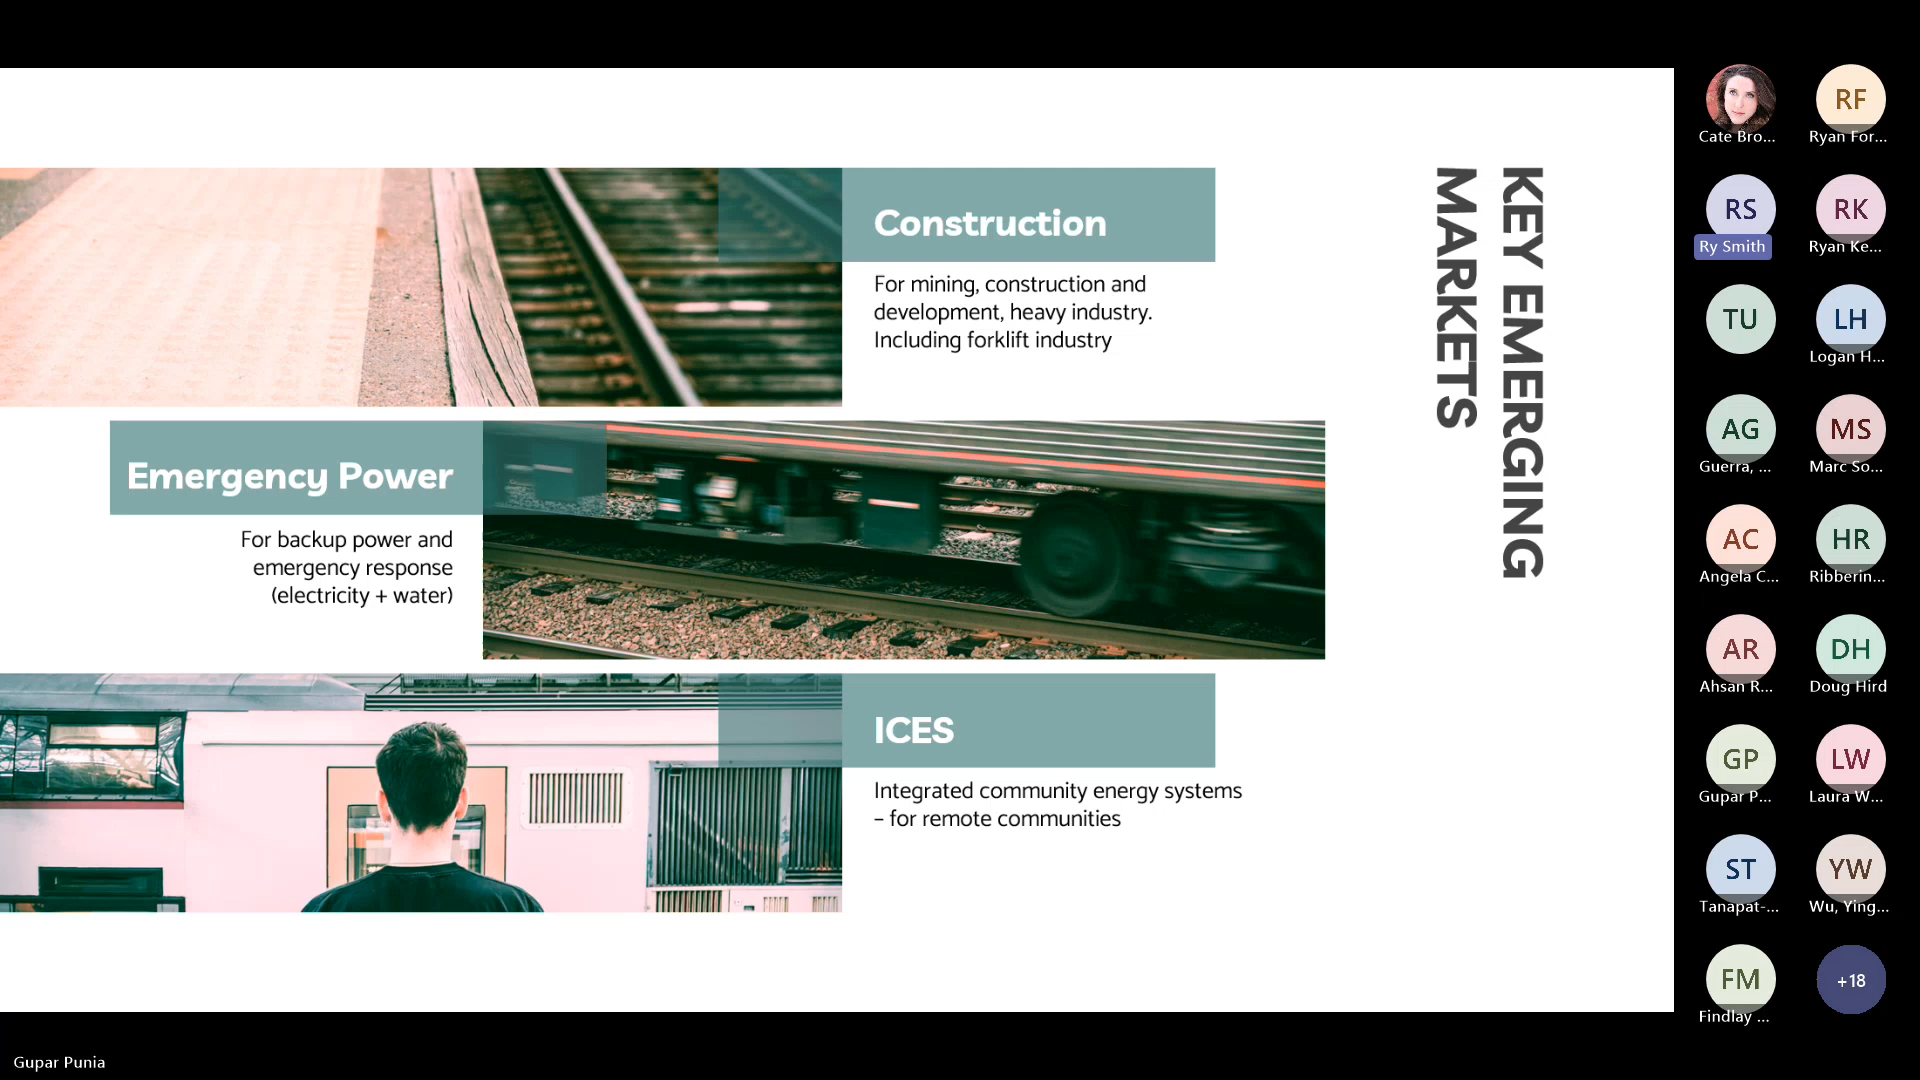 KEY EMERGING
MARKETS
Construction
For mining, construction and
development, heavy industry.
Including forklift industry
Emergency Power
For backup power and
emergency response
(electricity + water)
ICES
Integrated community energy systems
– for remote communities
Cate Bro...
RF
Ryan For...
RS
Ry Smith
RK
Ryan Ke...
TU
LH
Logan H...
AG
Guerra, ...
MS
Marc So...
AC
Angela C...
HR
Ribberin...
AR
Ahsan R...
DH
Doug Hird
GP
Gupar P...
LW
Laura W...
ST
Tanapat-...
YW
Wu, Ying...
FM
Findlay ...
+18
Gupar Punia